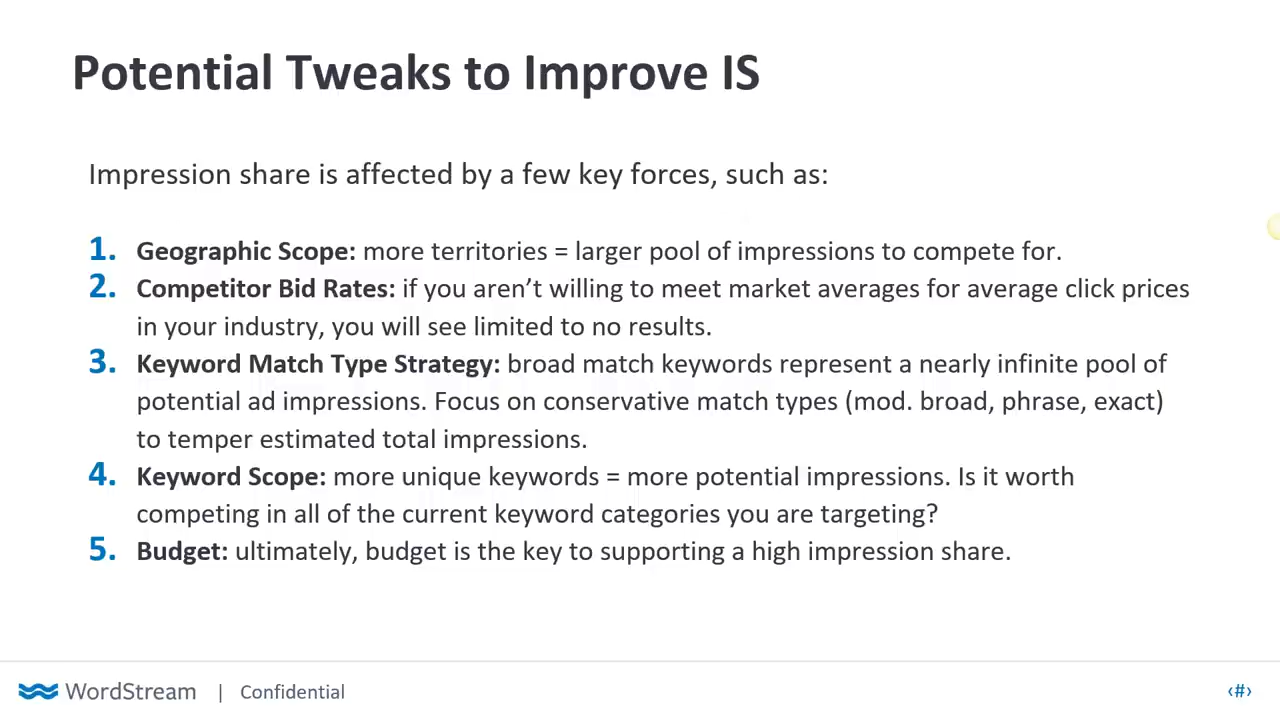 Potential Tweaks to Improve IS
Impression share is affected by a few key forces, such as:
1. Geographic Scope: more territories = larger pool of impressions to compete for.
2. Competitor Bid Rates: if you aren’t willing to meet market averages for average click prices
in your industry, you will see limited to no results.
3. Keyword Match Type Strategy: broad match keywords represent a nearly infinite pool of
potential ad impressions. Focus on conservative match types (mod. broad, phrase, exact)
to temper estimated total impressions.
4. Keyword Scope: more unique keywords = more potential impressions. Is it worth
competing in all of the current keyword categories you are targeting?
5. Budget: ultimately, budget is the key to supporting a high impression share.
WordStream | Confidential ‹#›